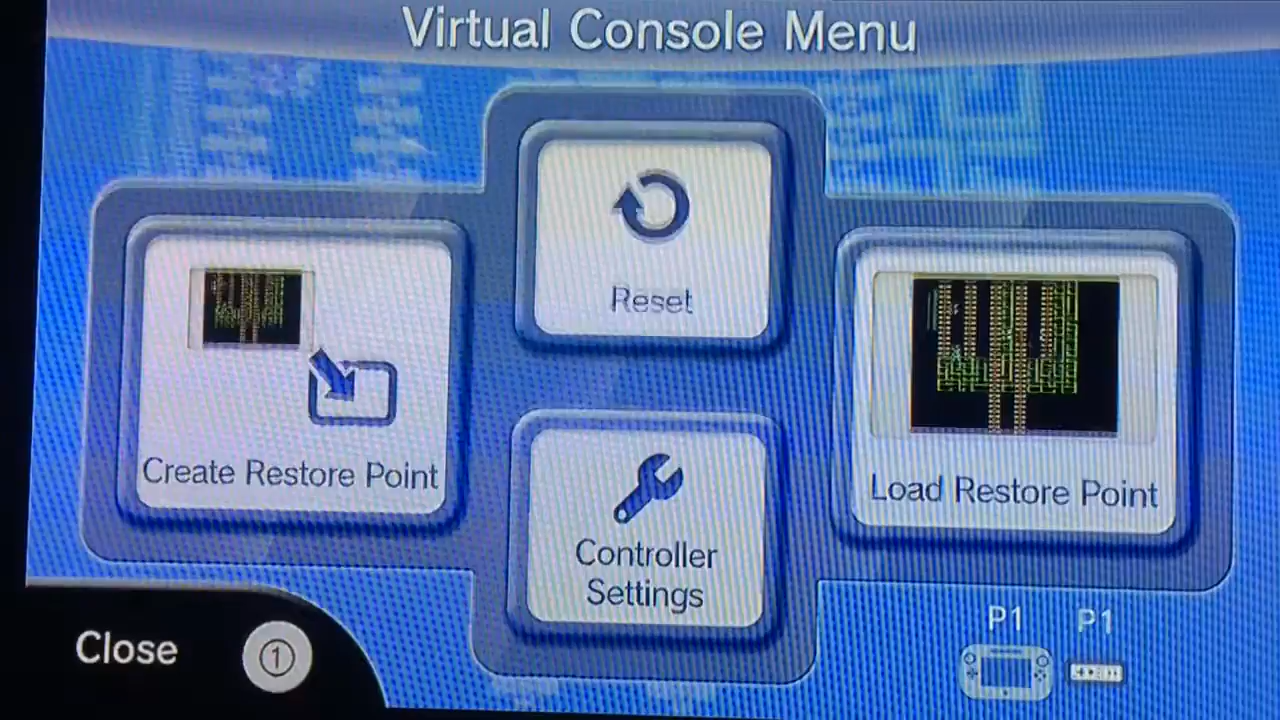 Virtual Console Menu
Reset
Create Restore Point
Load Restore Point
Controller
Settings
P1 P1
Close ①